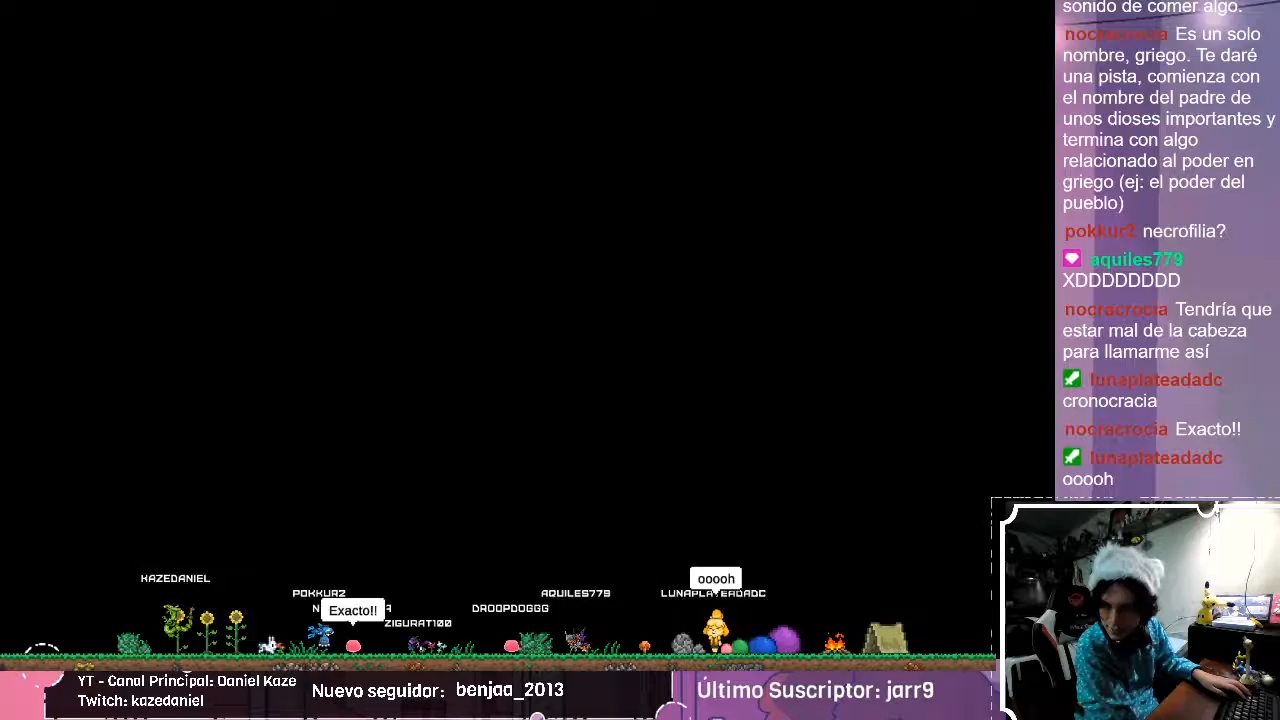 sonido de comer algo.
nocracrocia Es un solo
nombre, griego. Te daré
una pista, comienza con
el nombre del padre de
unos dioses importantes y
termina con algo
relacionado al poder en
griego (ej: el poder del
pueblo)
pokkur2 necrofilia?
aquiles779
XDDDDDDDD
nocracrocia Tendría que
estar mal de la cabeza
para llamarme así
lunaplateadadc
cronocracia
nocracrocia Exacto!!
lunaplateadadc
ooooh
KAZEDANIEL
POKKUR2
Exacto!!
ZIGURAT100
DROOPDOGGG
AQUILES779
ooooh
LUNAPLATEADADC
YT - Canal Principal: Daniel Kaze
Twitch: kazedaniel
Nuevo seguidor: benjaa_2013
Último Suscriptor: jarr9